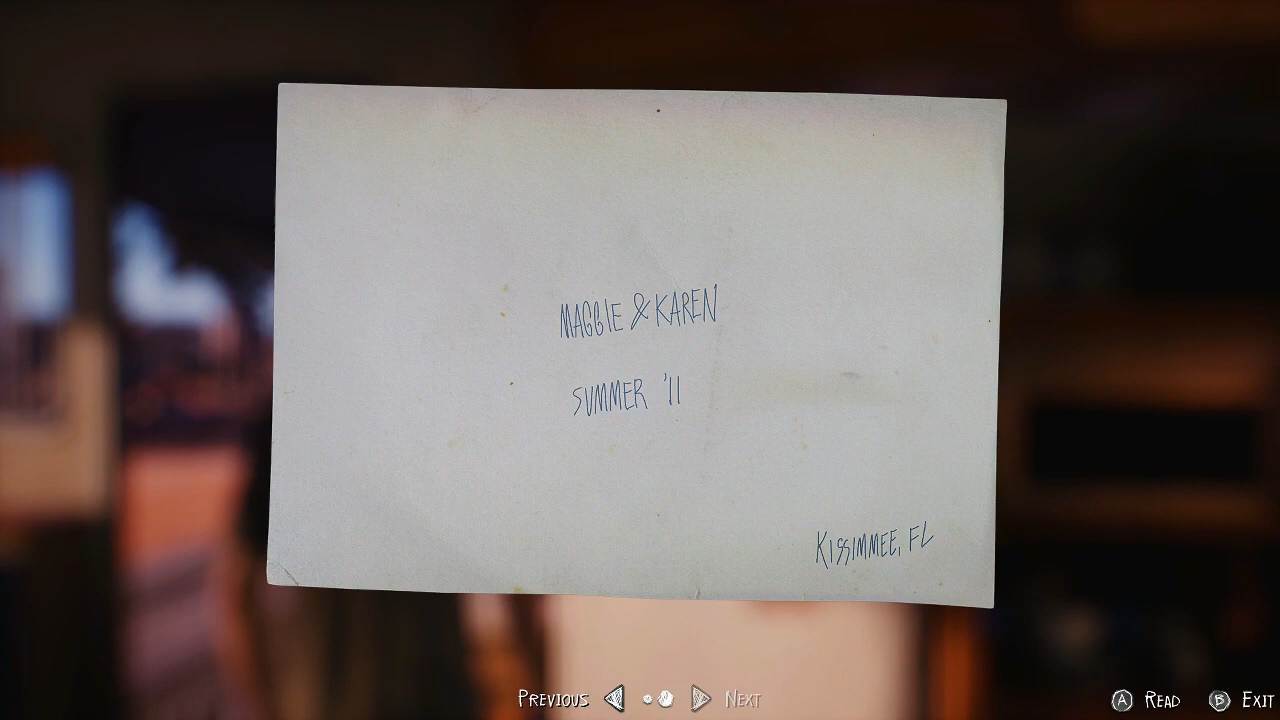 MAGGIE & KAREN
SUMMER '11
KISSIMMEE, FL
PREVIOUS NEXT A READ B EXIT